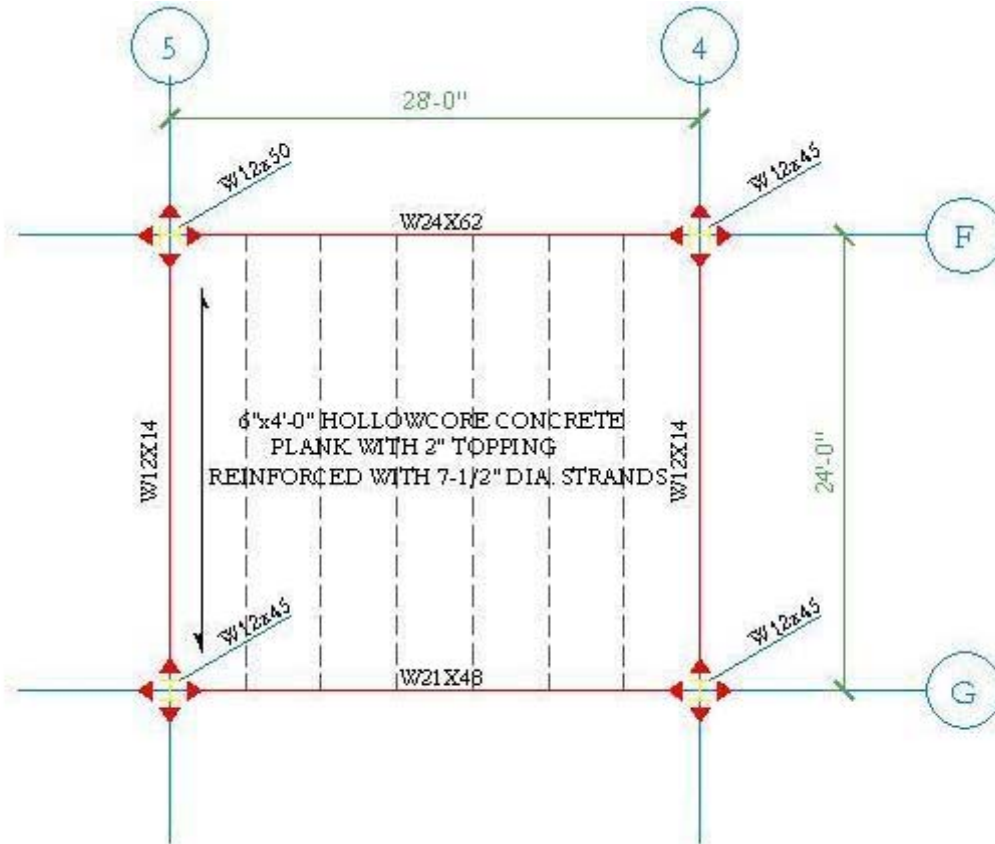 5
4
28'-0"
W12x50
W12x45
W24X62
F
W12X14
6"x4'-0" HOLLOWCORE CONCRETE
PLANK WITH 2" TOPPING
REINFORCED WITH 7-1/2" DIA. STRANDS
W12X14
24'-0"
W12x45
W12x45
W21X48
G